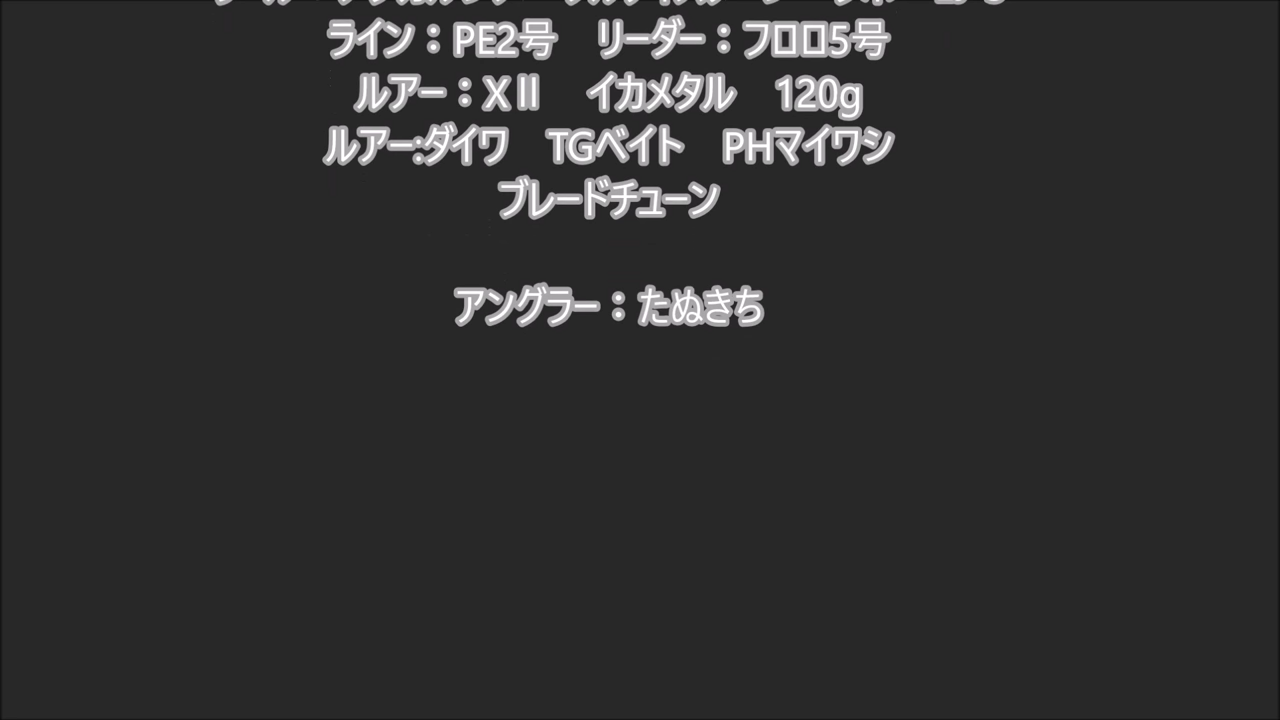 ライン：PE2号　リーダー：フロロ5号
ルアー：XⅡ　イカメタル　120g
ルアー:ダイワ　TGベイト　PHマイワシ
ブレードチューン
アングラー：たぬきち